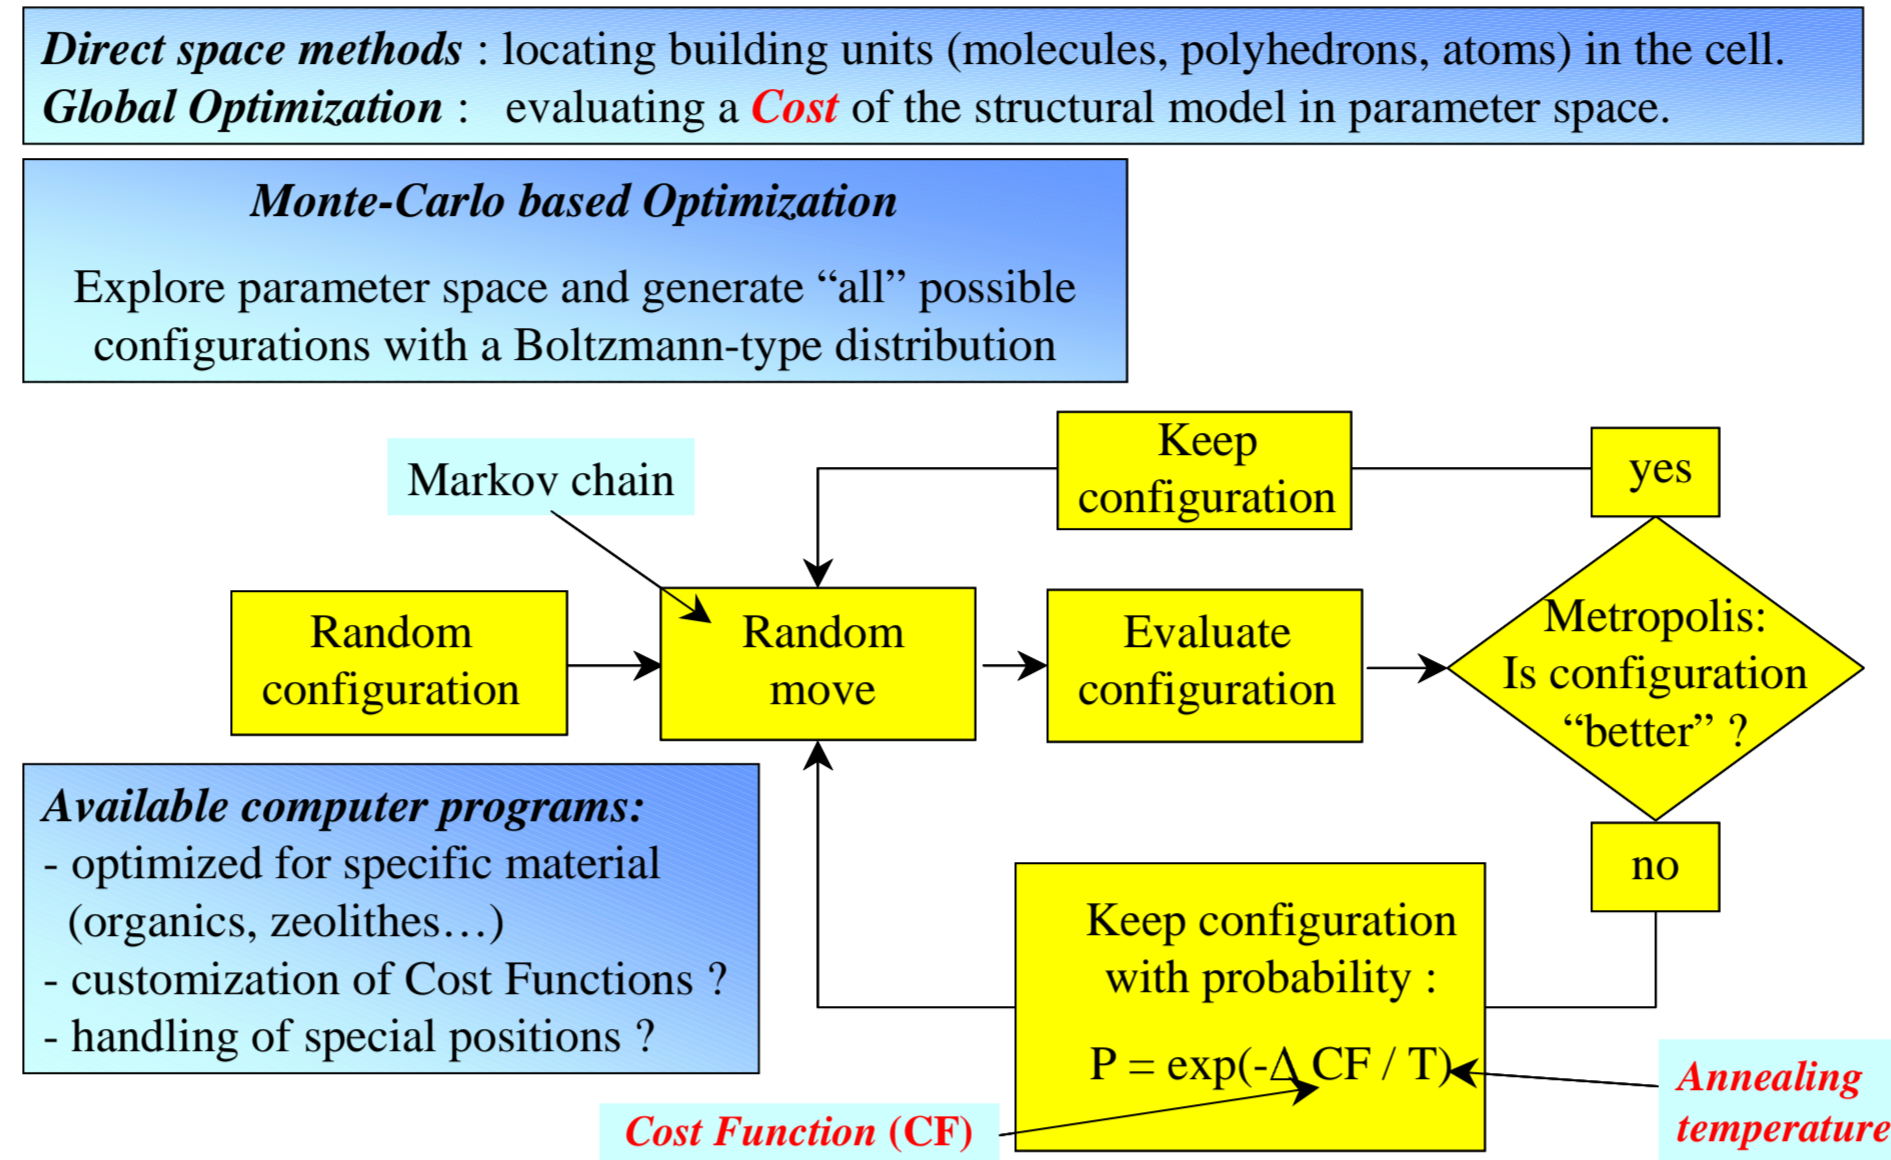 Direct space methods : locating building units (molecules, polyhedrons, atoms) in the cell.
Global Optimization : evaluating a Cost of the structural model in parameter space.
Monte-Carlo based Optimization
Explore parameter space and generate “all” possible
configurations with a Boltzmann-type distribution
Markov chain
Keep
configuration
yes
Random
configuration
Random
move
Evaluate
configuration
Metropolis:
Is configuration
“better” ?
no
Available computer programs:
- optimized for specific material
(organics, zeolithes…)
- customization of Cost Functions ?
- handling of special positions ?
Keep configuration
with probability :
P = exp(-Δ CF / T)
Cost Function (CF)
Annealing
temperature